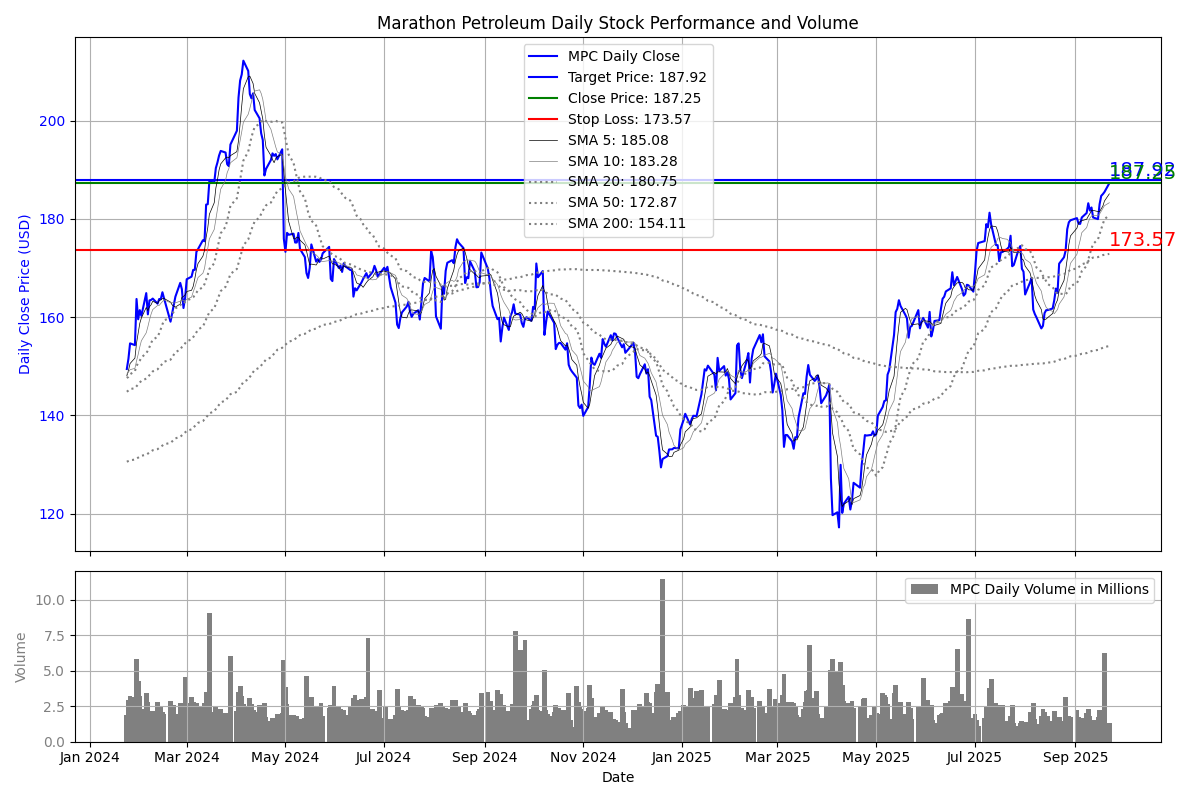 Marathon Petroleum Daily Stock Performance and Volume
MPC Daily Close
Target Price: 187.92
Close Price: 187.25
Stop Loss: 173.57
SMA 5: 185.08
SMA 10: 183.28
SMA 20: 180.75
SMA 50: 172.87
SMA 200: 154.11
187.92
187.25
173.57
Daily Close Price (USD)
200
180
160
140
120
MPC Daily Volume in Millions
Volume
10.0
7.5
5.0
2.5
0.0
Jan 2024 Mar 2024 May 2024 Jul 2024 Sep 2024 Nov 2024 Jan 2025 Mar 2025 May 2025 Jul 2025 Sep 2025
Date